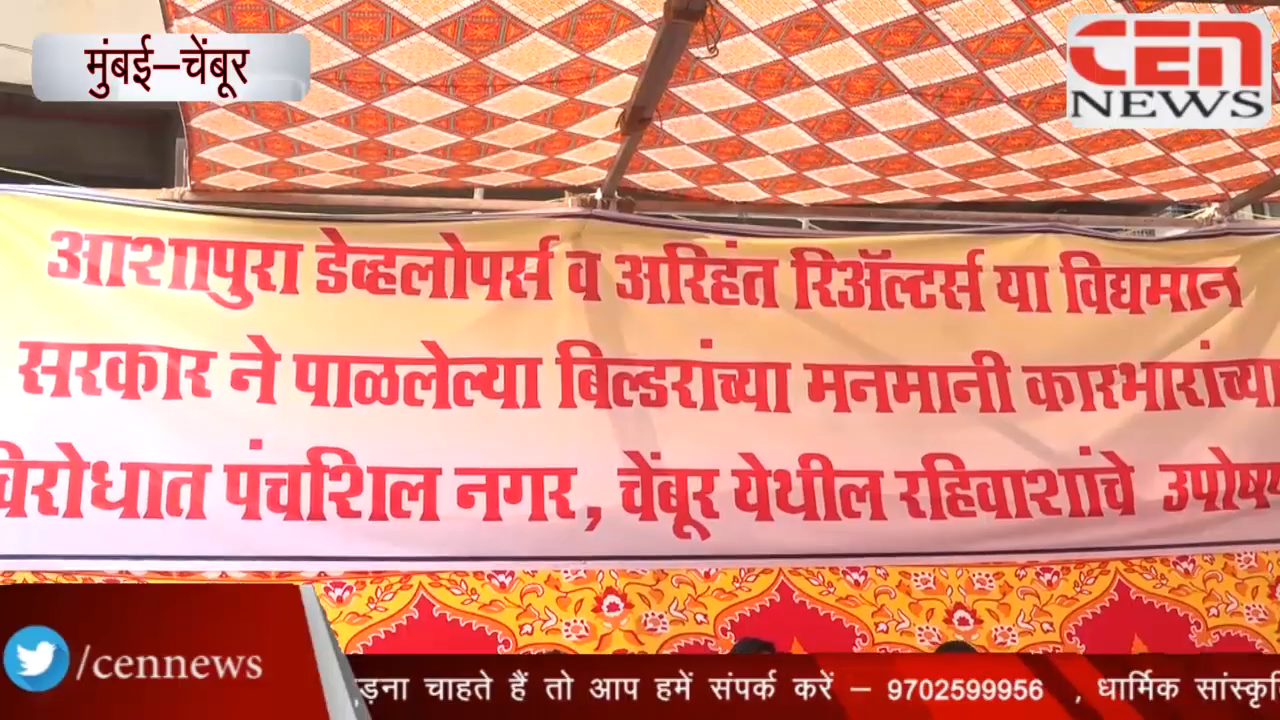 मुंबई–चेंबूर
CEN
NEWS
आशापुरा डेव्हलोपर्स व अरिहंत रिॲल्टर्स या विद्यमान
सरकार ने पाळलेल्या बिल्डरांच्या मनमानी कारभारांच्या
विरोधात पंचशिल नगर, चेंबूर येथील रहिवाशांचे
/cennews
चाहते हैं तो आप हमें संपर्क करें – 9702599956 , धार्मिक